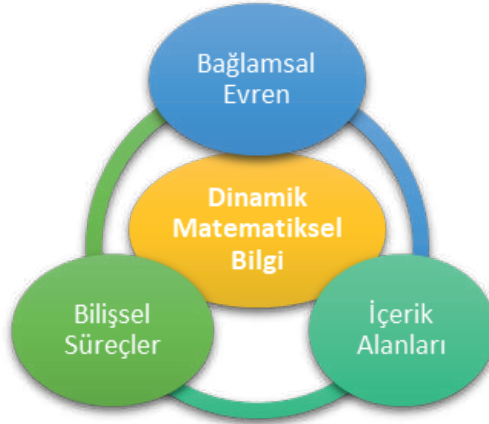 Bağlamsal
Evren
Dinamik
Matematiksel
Bilgi
Bilişsel
Süreçler
İçerik
Alanları